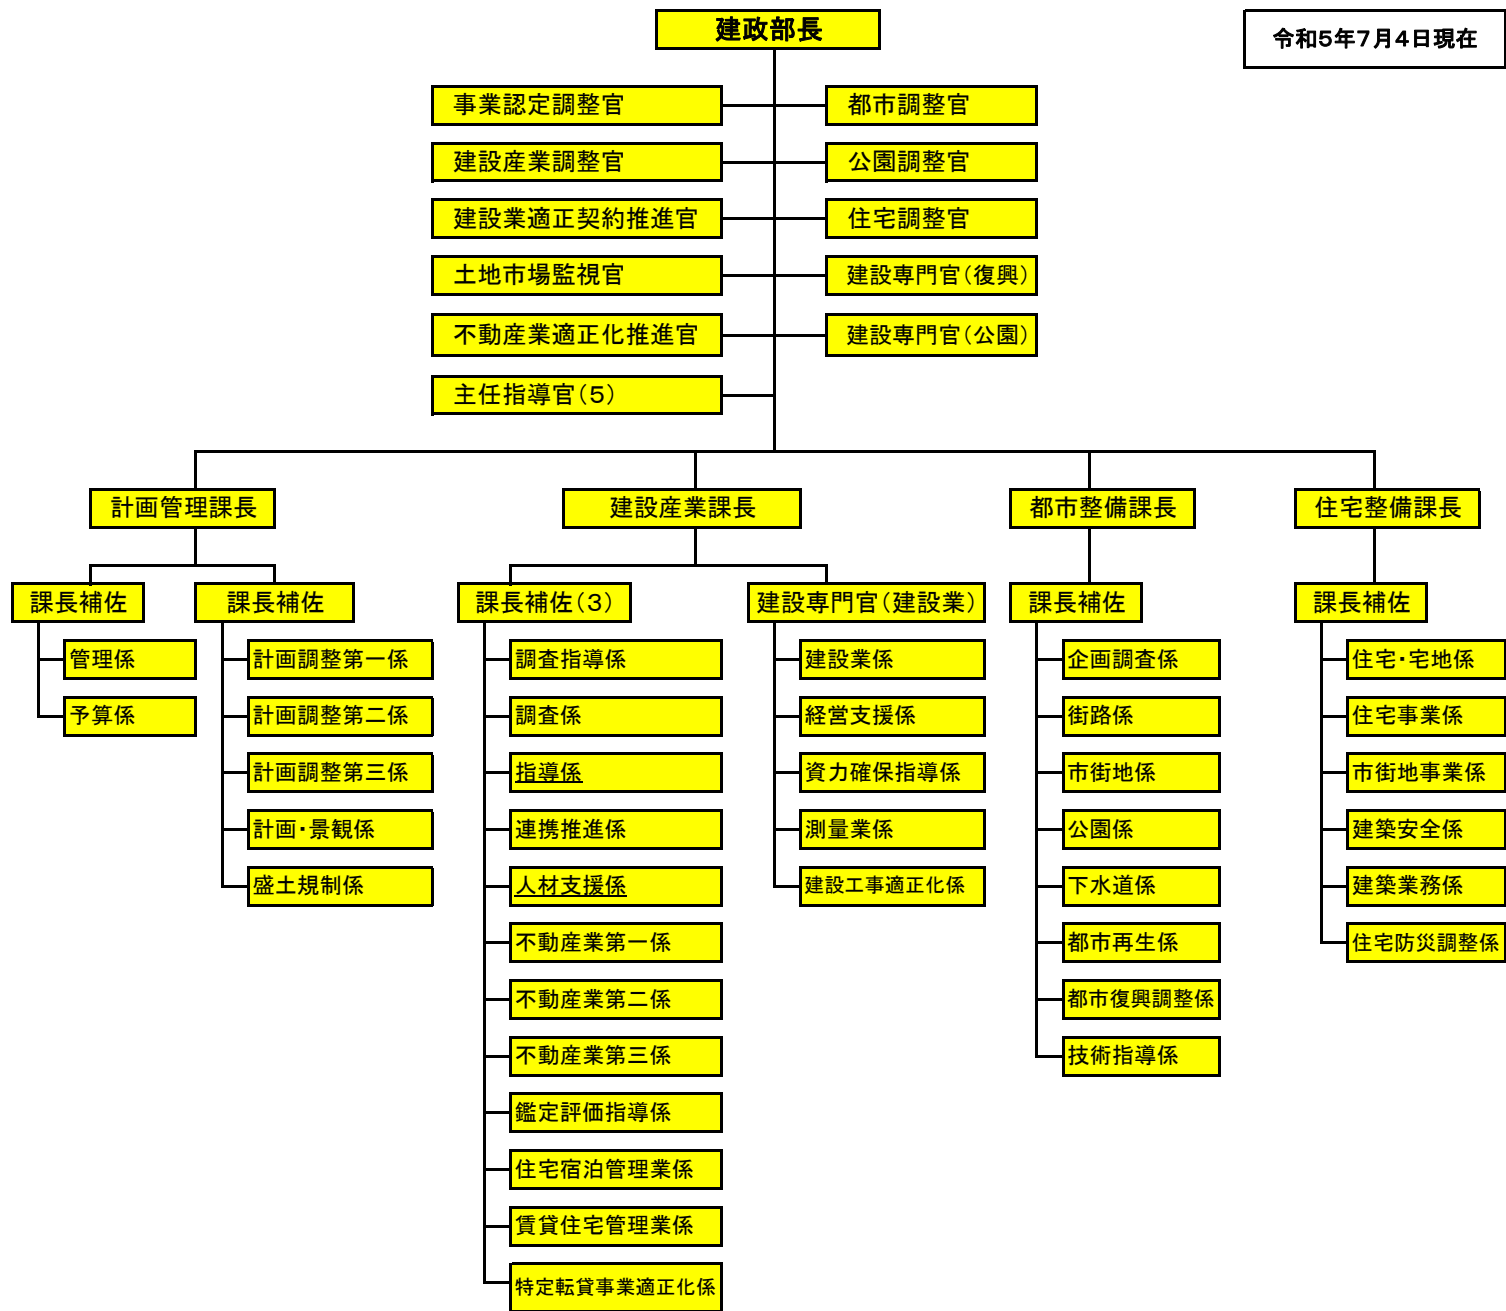 建政部長
令和5年7月4日現在
事業認定調整官
都市調整官
建設産業調整官
公園調整官
建設業適正契約推進官
住宅調整官
土地市場監視官
建設専門官(復興)
不動産業適正化推進官
建設専門官(公園)
主任指導官(5)
計画管理課長
建設産業課長
都市整備課長
住宅整備課長
課長補佐
課長補佐
課長補佐(3)
建設専門官(建設業)
課長補佐
課長補佐
管理係
予算係
計画調整第一係
計画調整第二係
計画調整第三係
計画・景観係
盛土規制係
調査指導係
調査係
指導係
連携推進係
人材支援係
不動産業第一係
不動産業第二係
不動産業第三係
鑑定評価指導係
住宅宿泊管理業係
賃貸住宅管理業係
特定転貸事業適正化係
建設業係
経営支援係
資力確保指導係
測量業係
建設工事適正化係
企画調査係
街路係
市街地係
公園係
下水道係
都市再生係
都市復興調整係
技術指導係
住宅・宅地係
住宅事業係
市街地事業係
建築安全係
建築業務係
住宅防災調整係